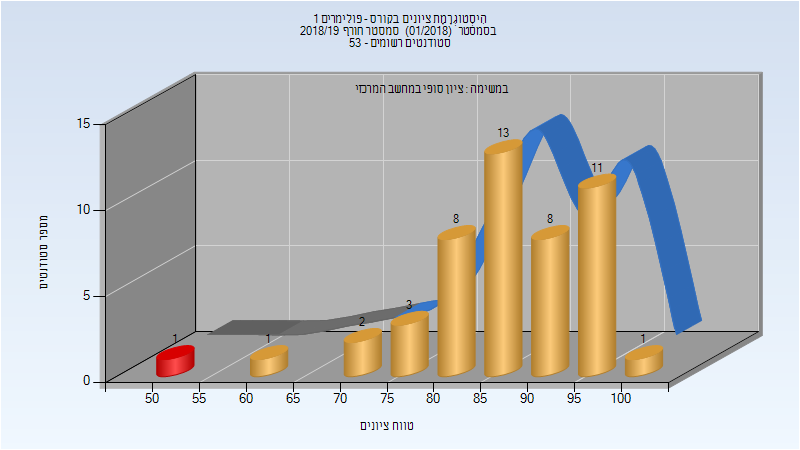 היסטוגרמת ציונים בקורס - פולימרים 1
בסמסטר (01/2018) סמסטר חורף 2018/19
סטודנטים רשומים - 53
במשימה : ציון סופי במחשב המרכזי
מספר סטודנטים
15
10
5
0
1
1
2
3
8
13
8
11
1
50 55 60 65 70 75 80 85 90 95 100
טווח ציונים